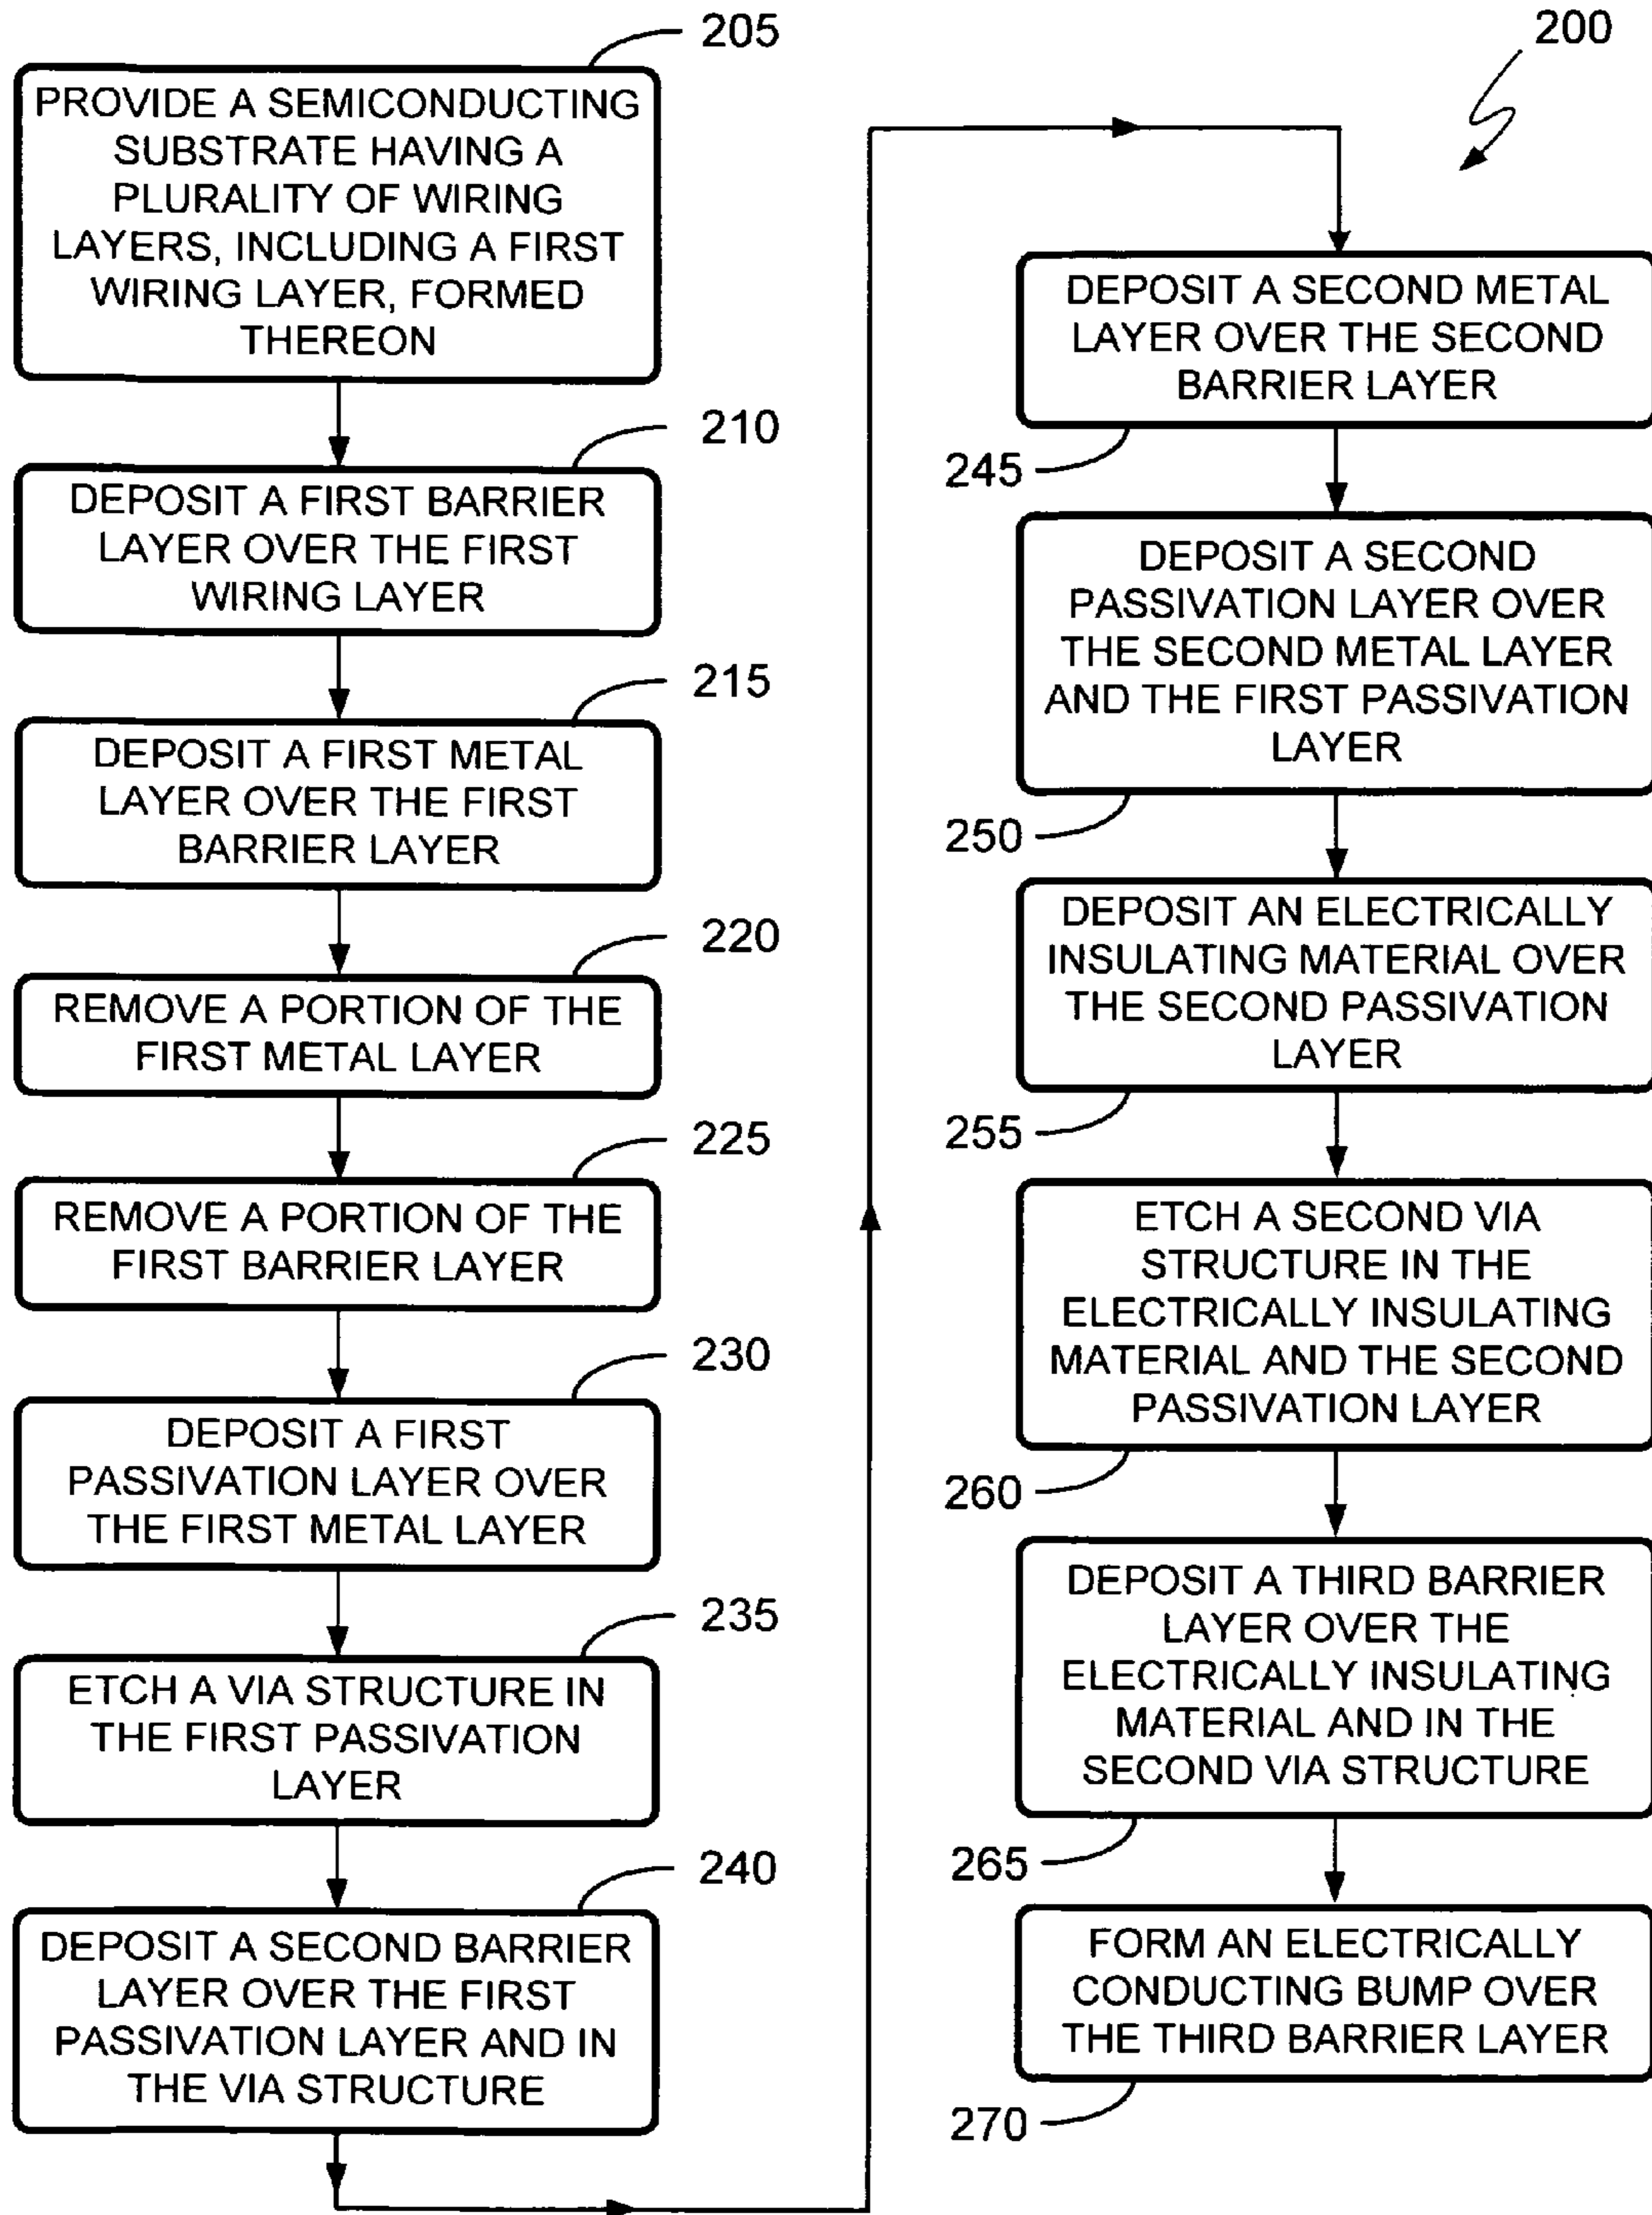 205
PROVIDE A SEMICONDUCTING
SUBSTRATE HAVING A
PLURALITY OF WIRING
LAYERS, INCLUDING A FIRST
WIRING LAYER, FORMED
THEREON
210
DEPOSIT A FIRST BARRIER
LAYER OVER THE FIRST
WIRING LAYER
215
DEPOSIT A FIRST METAL
LAYER OVER THE FIRST
BARRIER LAYER
220
REMOVE A PORTION OF THE
FIRST METAL LAYER
225
REMOVE A PORTION OF THE
FIRST BARRIER LAYER
230
DEPOSIT A FIRST
PASSIVATION LAYER OVER
THE FIRST METAL LAYER
235
ETCH A VIA STRUCTURE IN
THE FIRST PASSIVATION
LAYER
240
DEPOSIT A SECOND BARRIER
LAYER OVER THE FIRST
PASSIVATION LAYER AND IN
THE VIA STRUCTURE
200
DEPOSIT A SECOND METAL
LAYER OVER THE SECOND
BARRIER LAYER
245
DEPOSIT A SECOND
PASSIVATION LAYER OVER
THE SECOND METAL LAYER
AND THE FIRST PASSIVATION
LAYER
250
DEPOSIT AN ELECTRICALLY
INSULATING MATERIAL OVER
THE SECOND PASSIVATION
LAYER
255
ETCH A SECOND VIA
STRUCTURE IN THE
ELECTRICALLY INSULATING
MATERIAL AND THE SECOND
PASSIVATION LAYER
260
DEPOSIT A THIRD BARRIER
LAYER OVER THE
ELECTRICALLY INSULATING
MATERIAL AND IN THE
SECOND VIA STRUCTURE
265
FORM AN ELECTRICALLY
CONDUCTING BUMP OVER
THE THIRD BARRIER LAYER
270